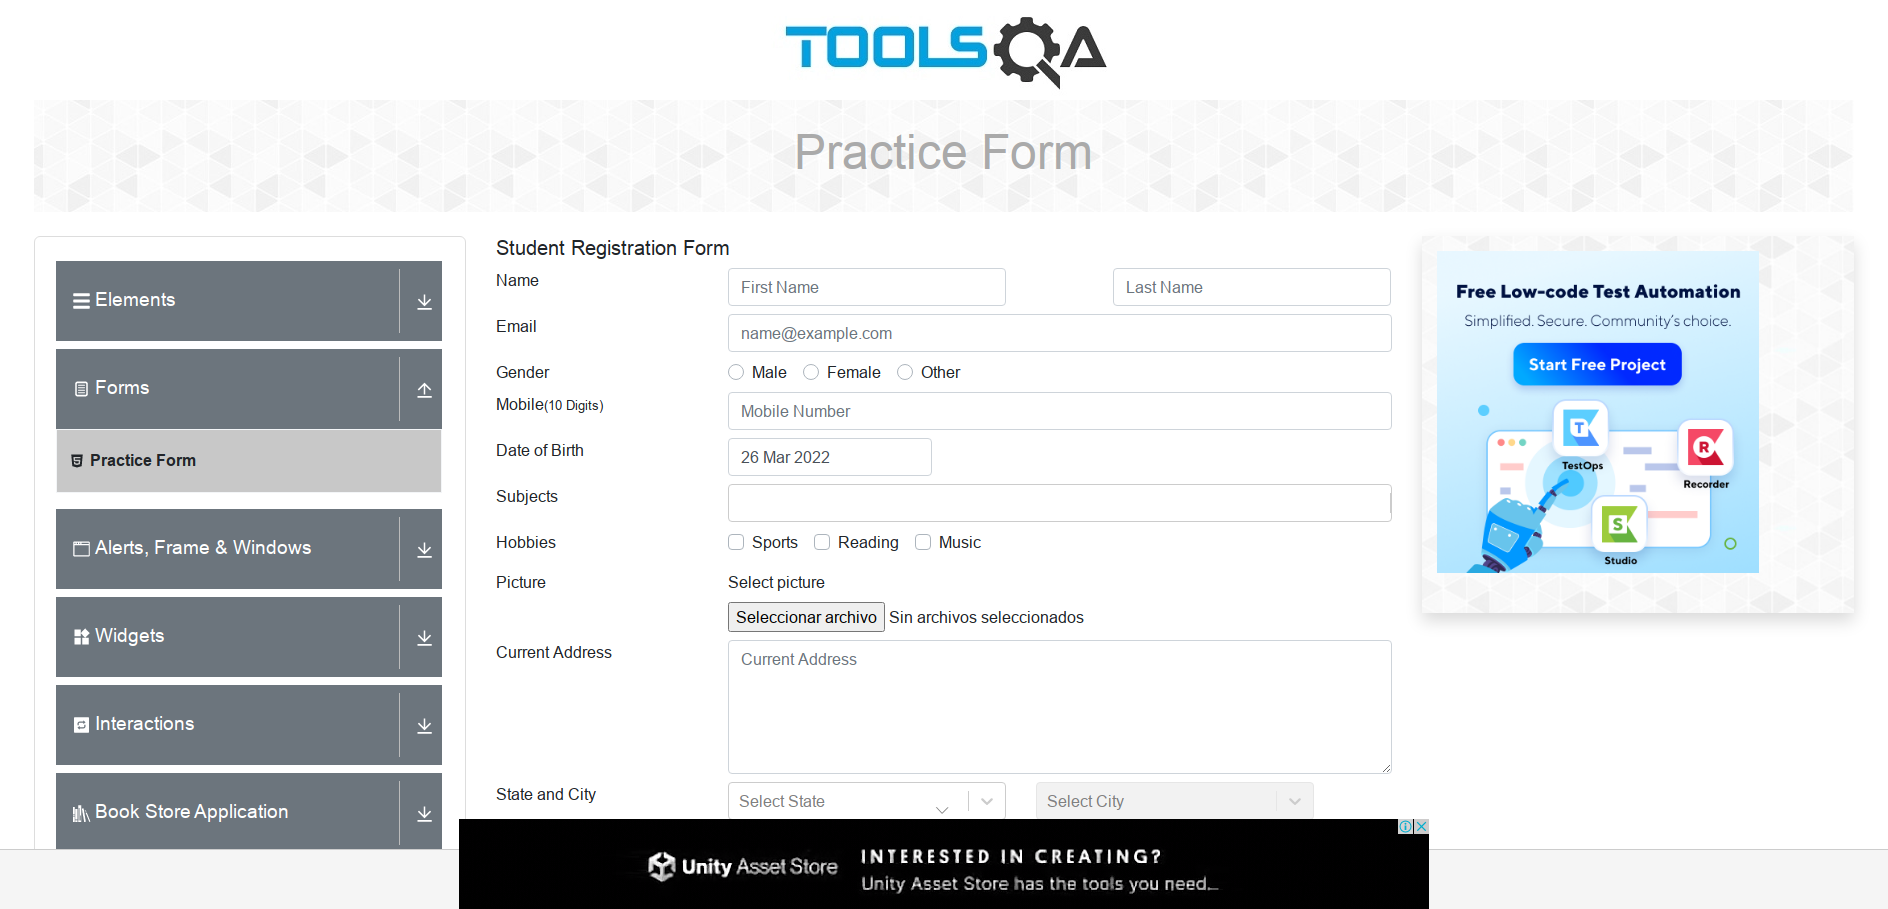 TOOLSQA
Practice Form
Elements
Forms
Practice Form
Alerts, Frame & Windows
Widgets
Interactions
Book Store Application
Student Registration Form
Name
First Name
Last Name
Email
name@example.com
Gender
Male
Female
Other
Mobile(10 Digits)
Mobile Number
Date of Birth
26 Mar 2022
Subjects
Hobbies
Sports
Reading
Music
Picture
Select picture
Seleccionar archivo Sin archivos seleccionados
Current Address
Current Address
State and City
Select State
Select City
Free Low-code Test Automation
Simplified. Secure. Community's choice.
Start Free Project
T
TestOps
R
Recorder
S
Studio
Unity Asset Store
INTERESTED IN CREATING?
Unity Asset Store has the tools you need...